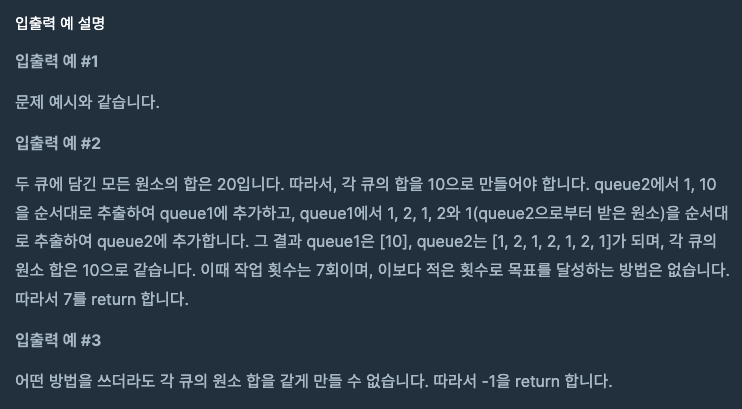 입출력 예 설명
입출력 예 #1
문제 예시와 같습니다.
입출력 예 #2
두 큐에 담긴 모든 원소의 합은 20입니다. 따라서, 각 큐의 합을 10으로 만들어야 합니다. queue2에서 1, 10
을 순서대로 추출하여 queue1에 추가하고, queue1에서 1, 2, 1, 2와 1(queue2으로부터 받은 원소)을 순서대
로 추출하여 queue2에 추가합니다. 그 결과 queue1은 [10], queue2는 [1, 2, 1, 2, 1, 2, 1]가 되며, 각 큐의
원소 합은 10으로 같습니다. 이때 작업 횟수는 7회이며, 이보다 적은 횟수로 목표를 달성하는 방법은 없습니다.
따라서 7를 return 합니다.
입출력 예 #3
어떤 방법을 쓰더라도 각 큐의 원소 합을 같게 만들 수 없습니다. 따라서 -1을 return 합니다.